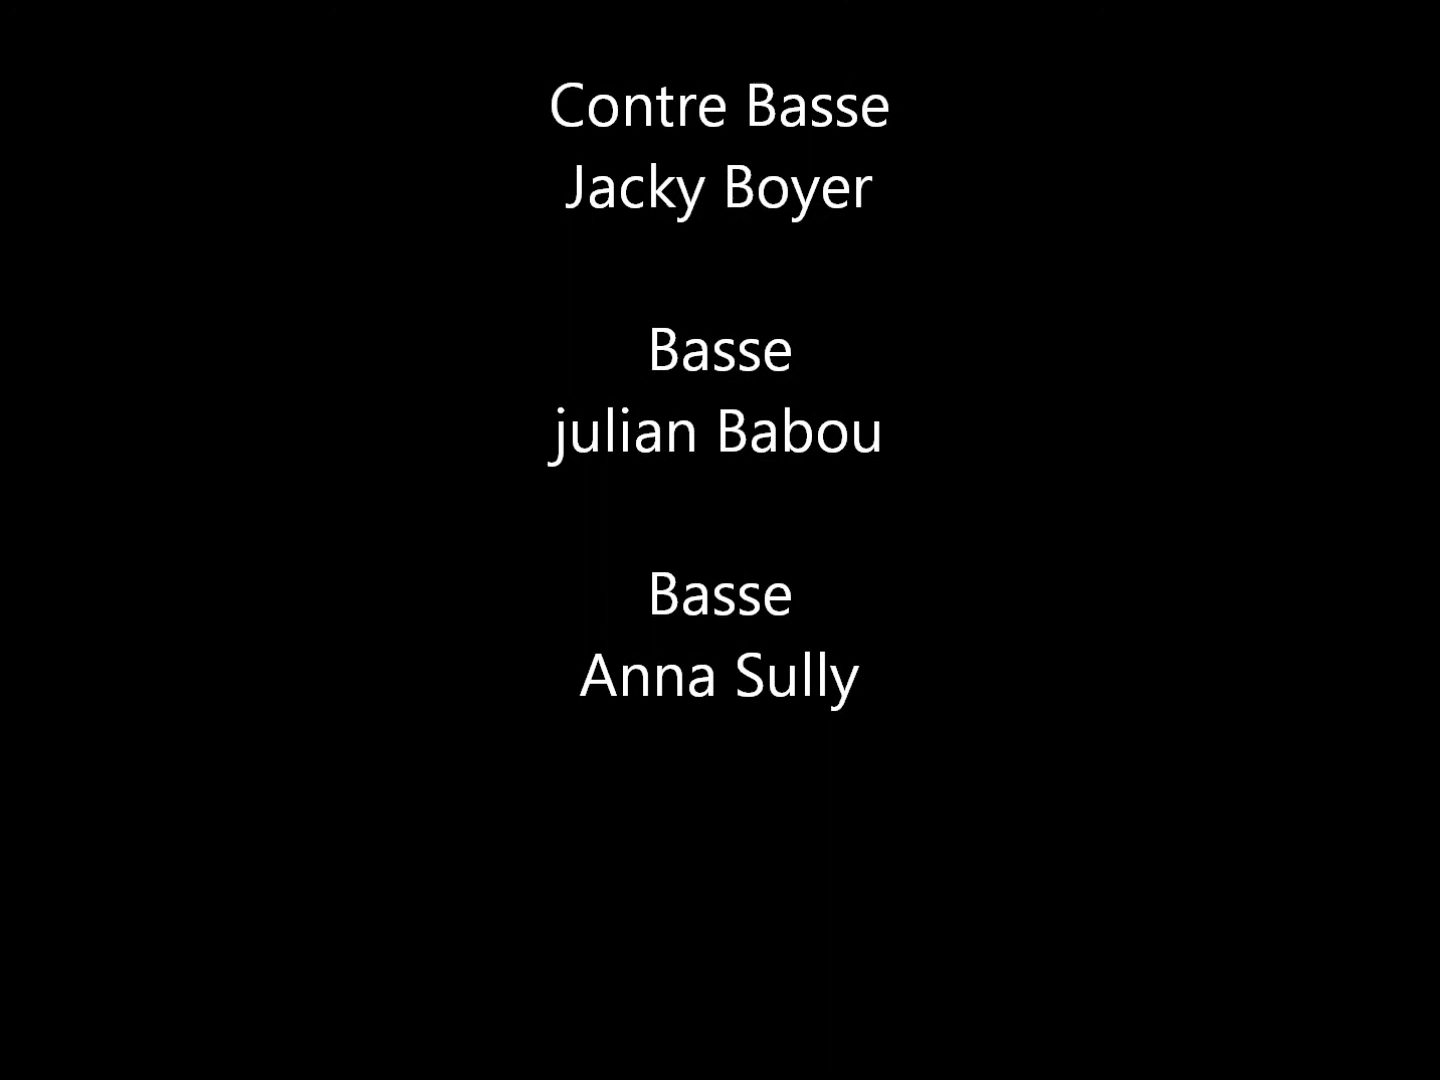 Contre Basse
Jacky Boyer
Basse
julian Babou
Basse
Anna Sully